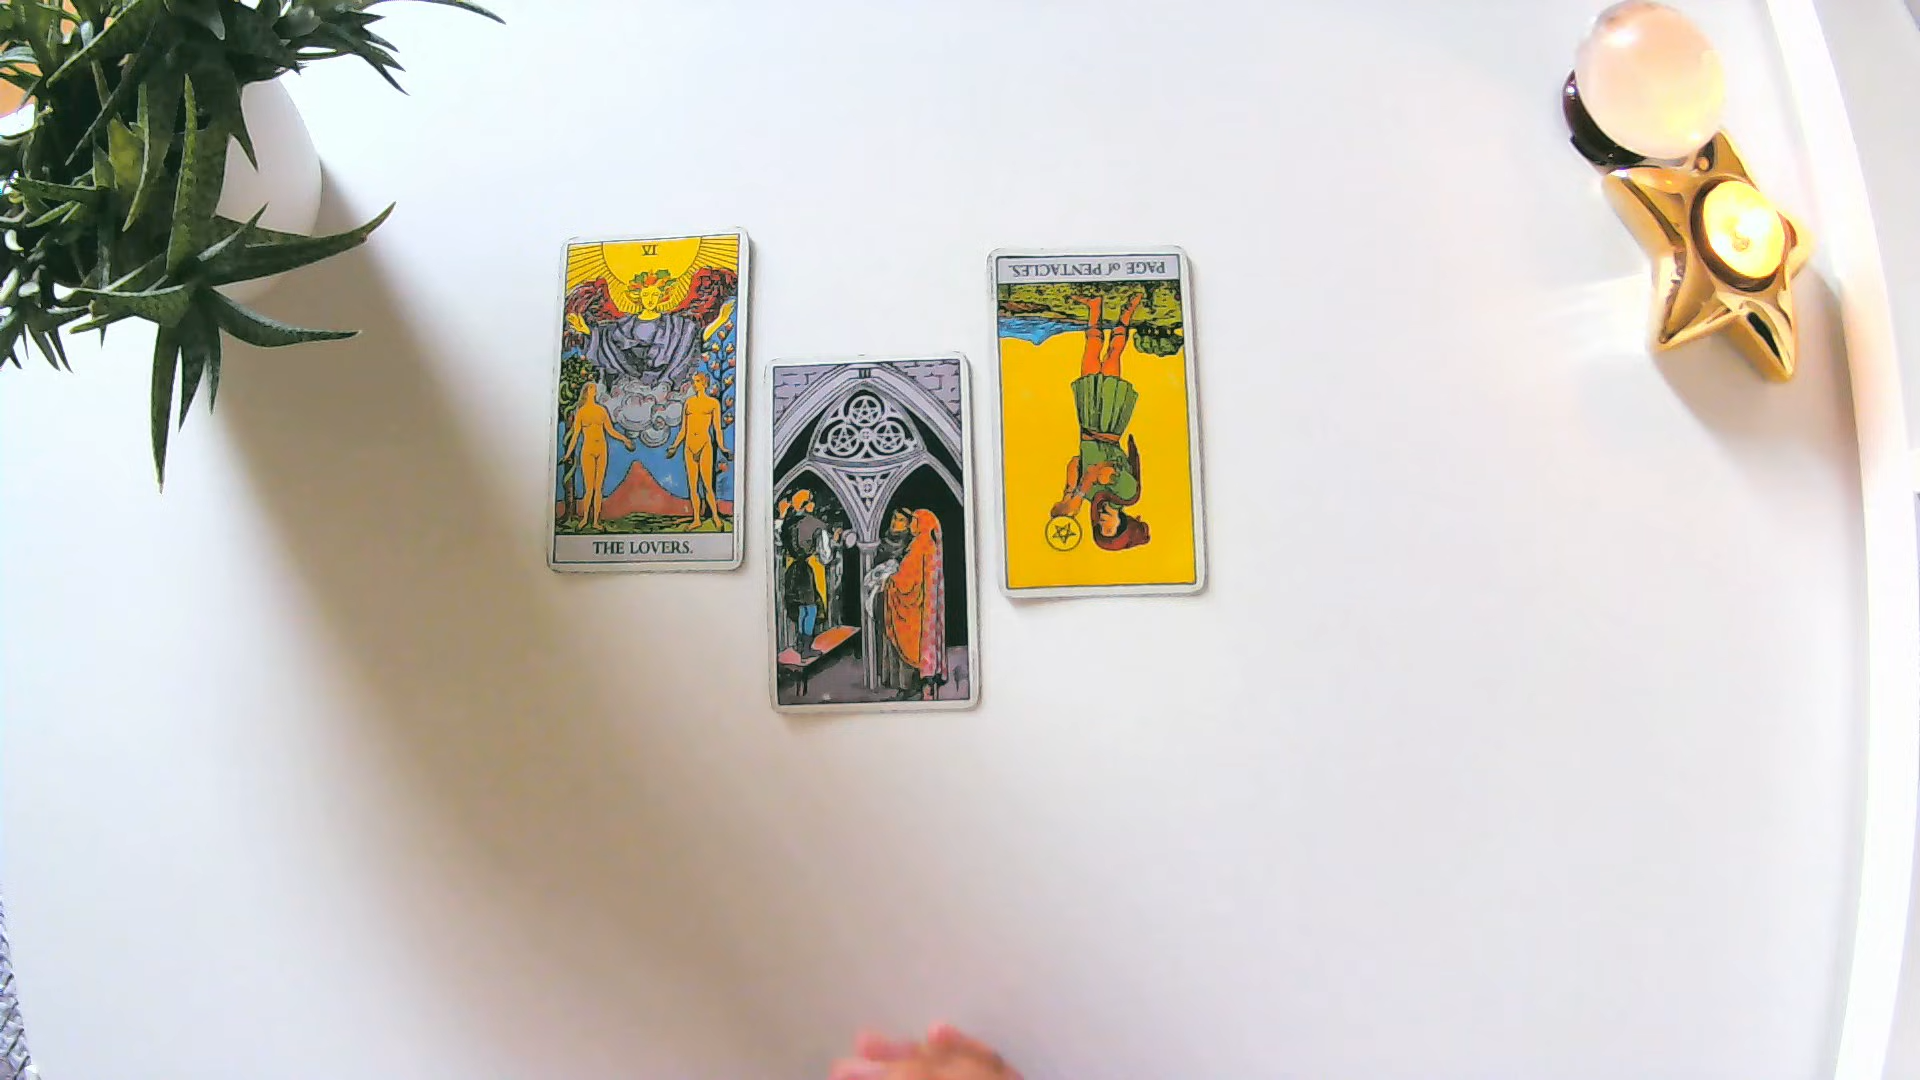 VI
THE LOVERS.
III
PAGE of PENTACLES.